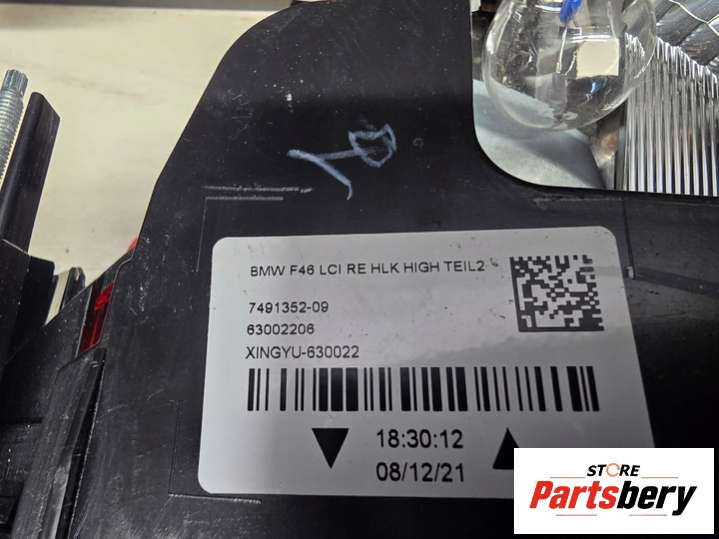 BMW F46 LCI RE HLK HIGH TEIL2
7491352-09
63002206
XINGYU-630022
18:30:12
08/12/21
STORE
Partsbery